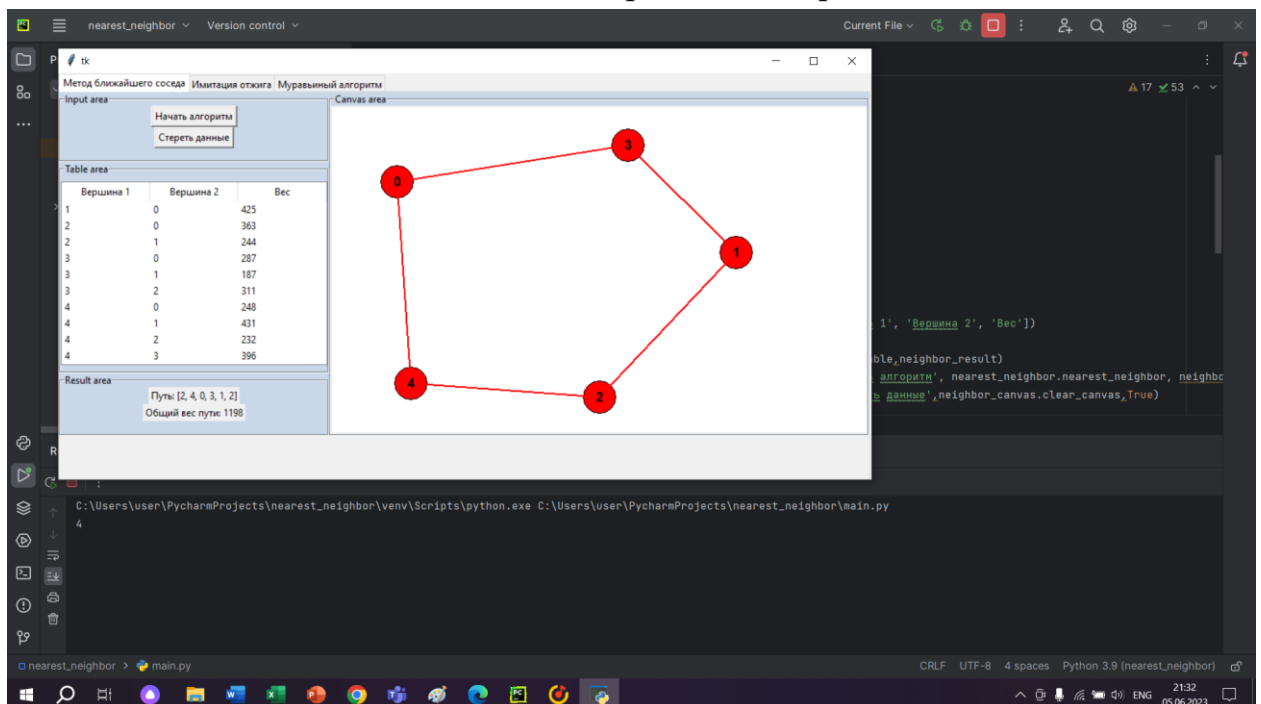 nearest_neighbor Version control Current File
P tk
Метод ближайшего соседа Имитация отжига Муравьиный алгоритм
17 53
Input area Canvas area
Начать алгоритм
Стереть данные
Table area
Вершина 1 Вершина 2 Вес
1 0 425
2 0 363
2 1 244
3 0 287
3 1 187
3 2 311
4 0 248
4 1 431
4 2 232
4 3 396
Result area
Путь: [2, 4, 0, 3, 1, 2]
Общий вес пути: 1198
3
0
1
4
2
1', 'Вершина 2', 'Вес'])
ble,neighbor_result)
алгоритм', nearest_neighbor.nearest_neighbor, neighbo
ь данные',neighbor_canvas.clear_canvas,True)
R
C:\Users\user\PycharmProjects\nearest_neighbor\venv\Scripts\python.exe C:\Users\user\PycharmProjects\nearest_neighbor\main.py
4
nearest_neighbor > main.py CRLF UTF-8 4 spaces Python 3.9 (nearest_neighbor)
ENG 21:32
05.06.2023